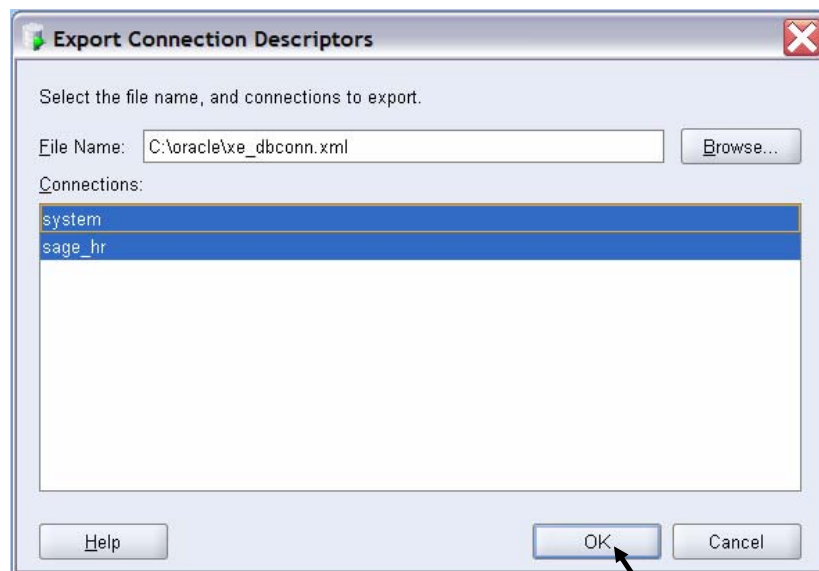 Export Connection Descriptors
Select the file name, and connections to export.
File Name: C:\oracle\xe_dbconn.xml Browse...
Connections:
system
sage_hr
Help OK Cancel